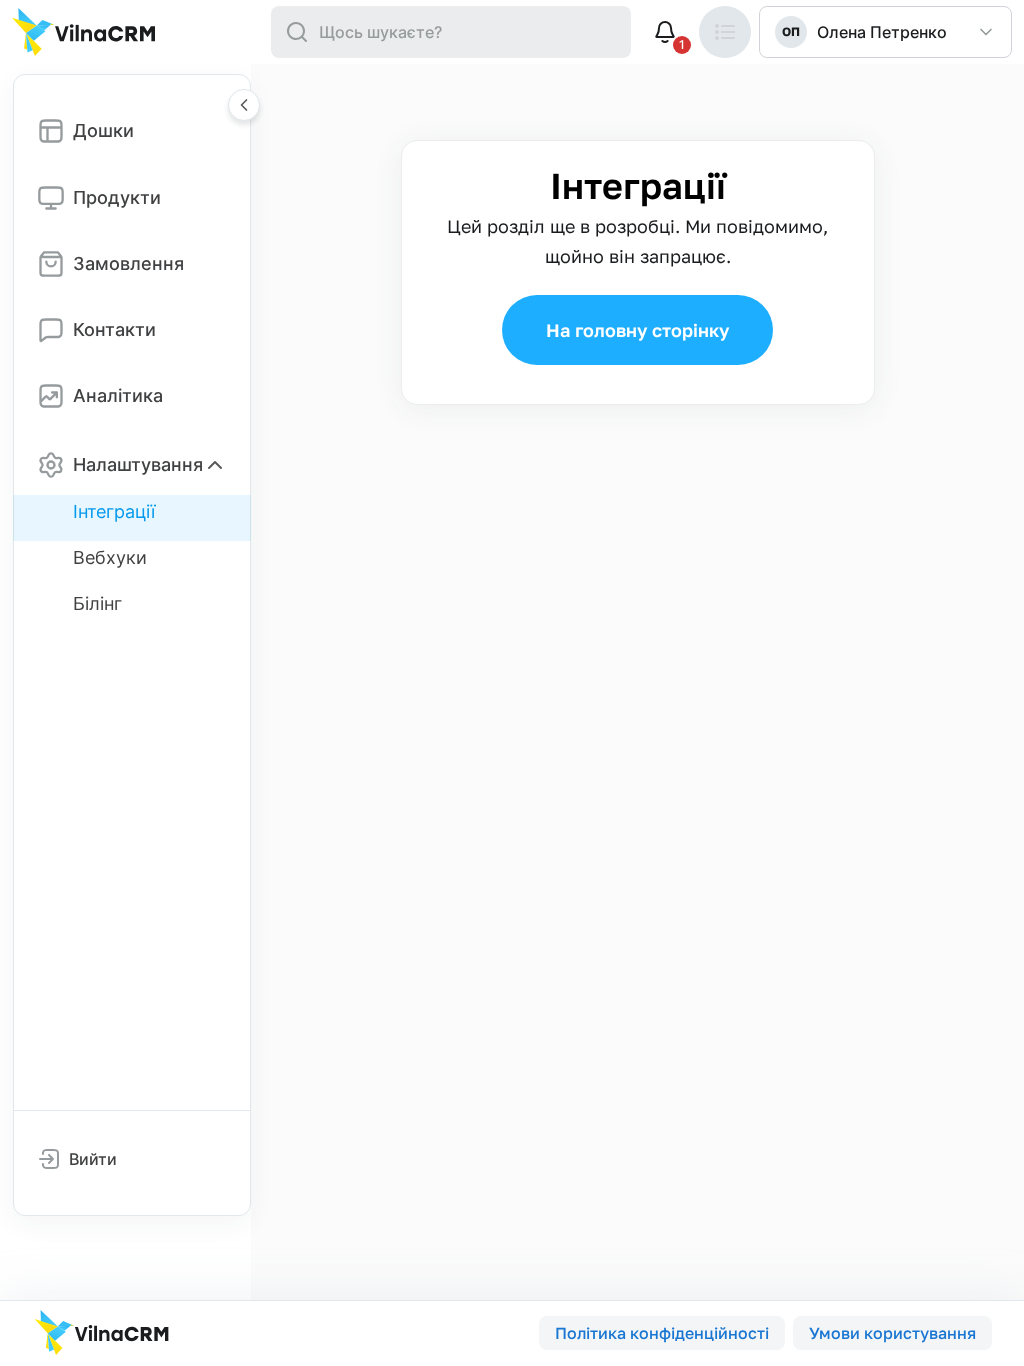 VilnaCRM
Щось шукаєте?
1
ОП
Олена Петренко
Дошки
Продукти
Замовлення
Контакти
Аналітика
Налаштування
Інтеграції
Вебхуки
Білінг
Вийти
Інтеграції
Цей розділ ще в розробці. Ми повідомимо,
щойно він запрацює.
На головну сторінку
VilnaCRM
Політика конфіденційності
Умови користування